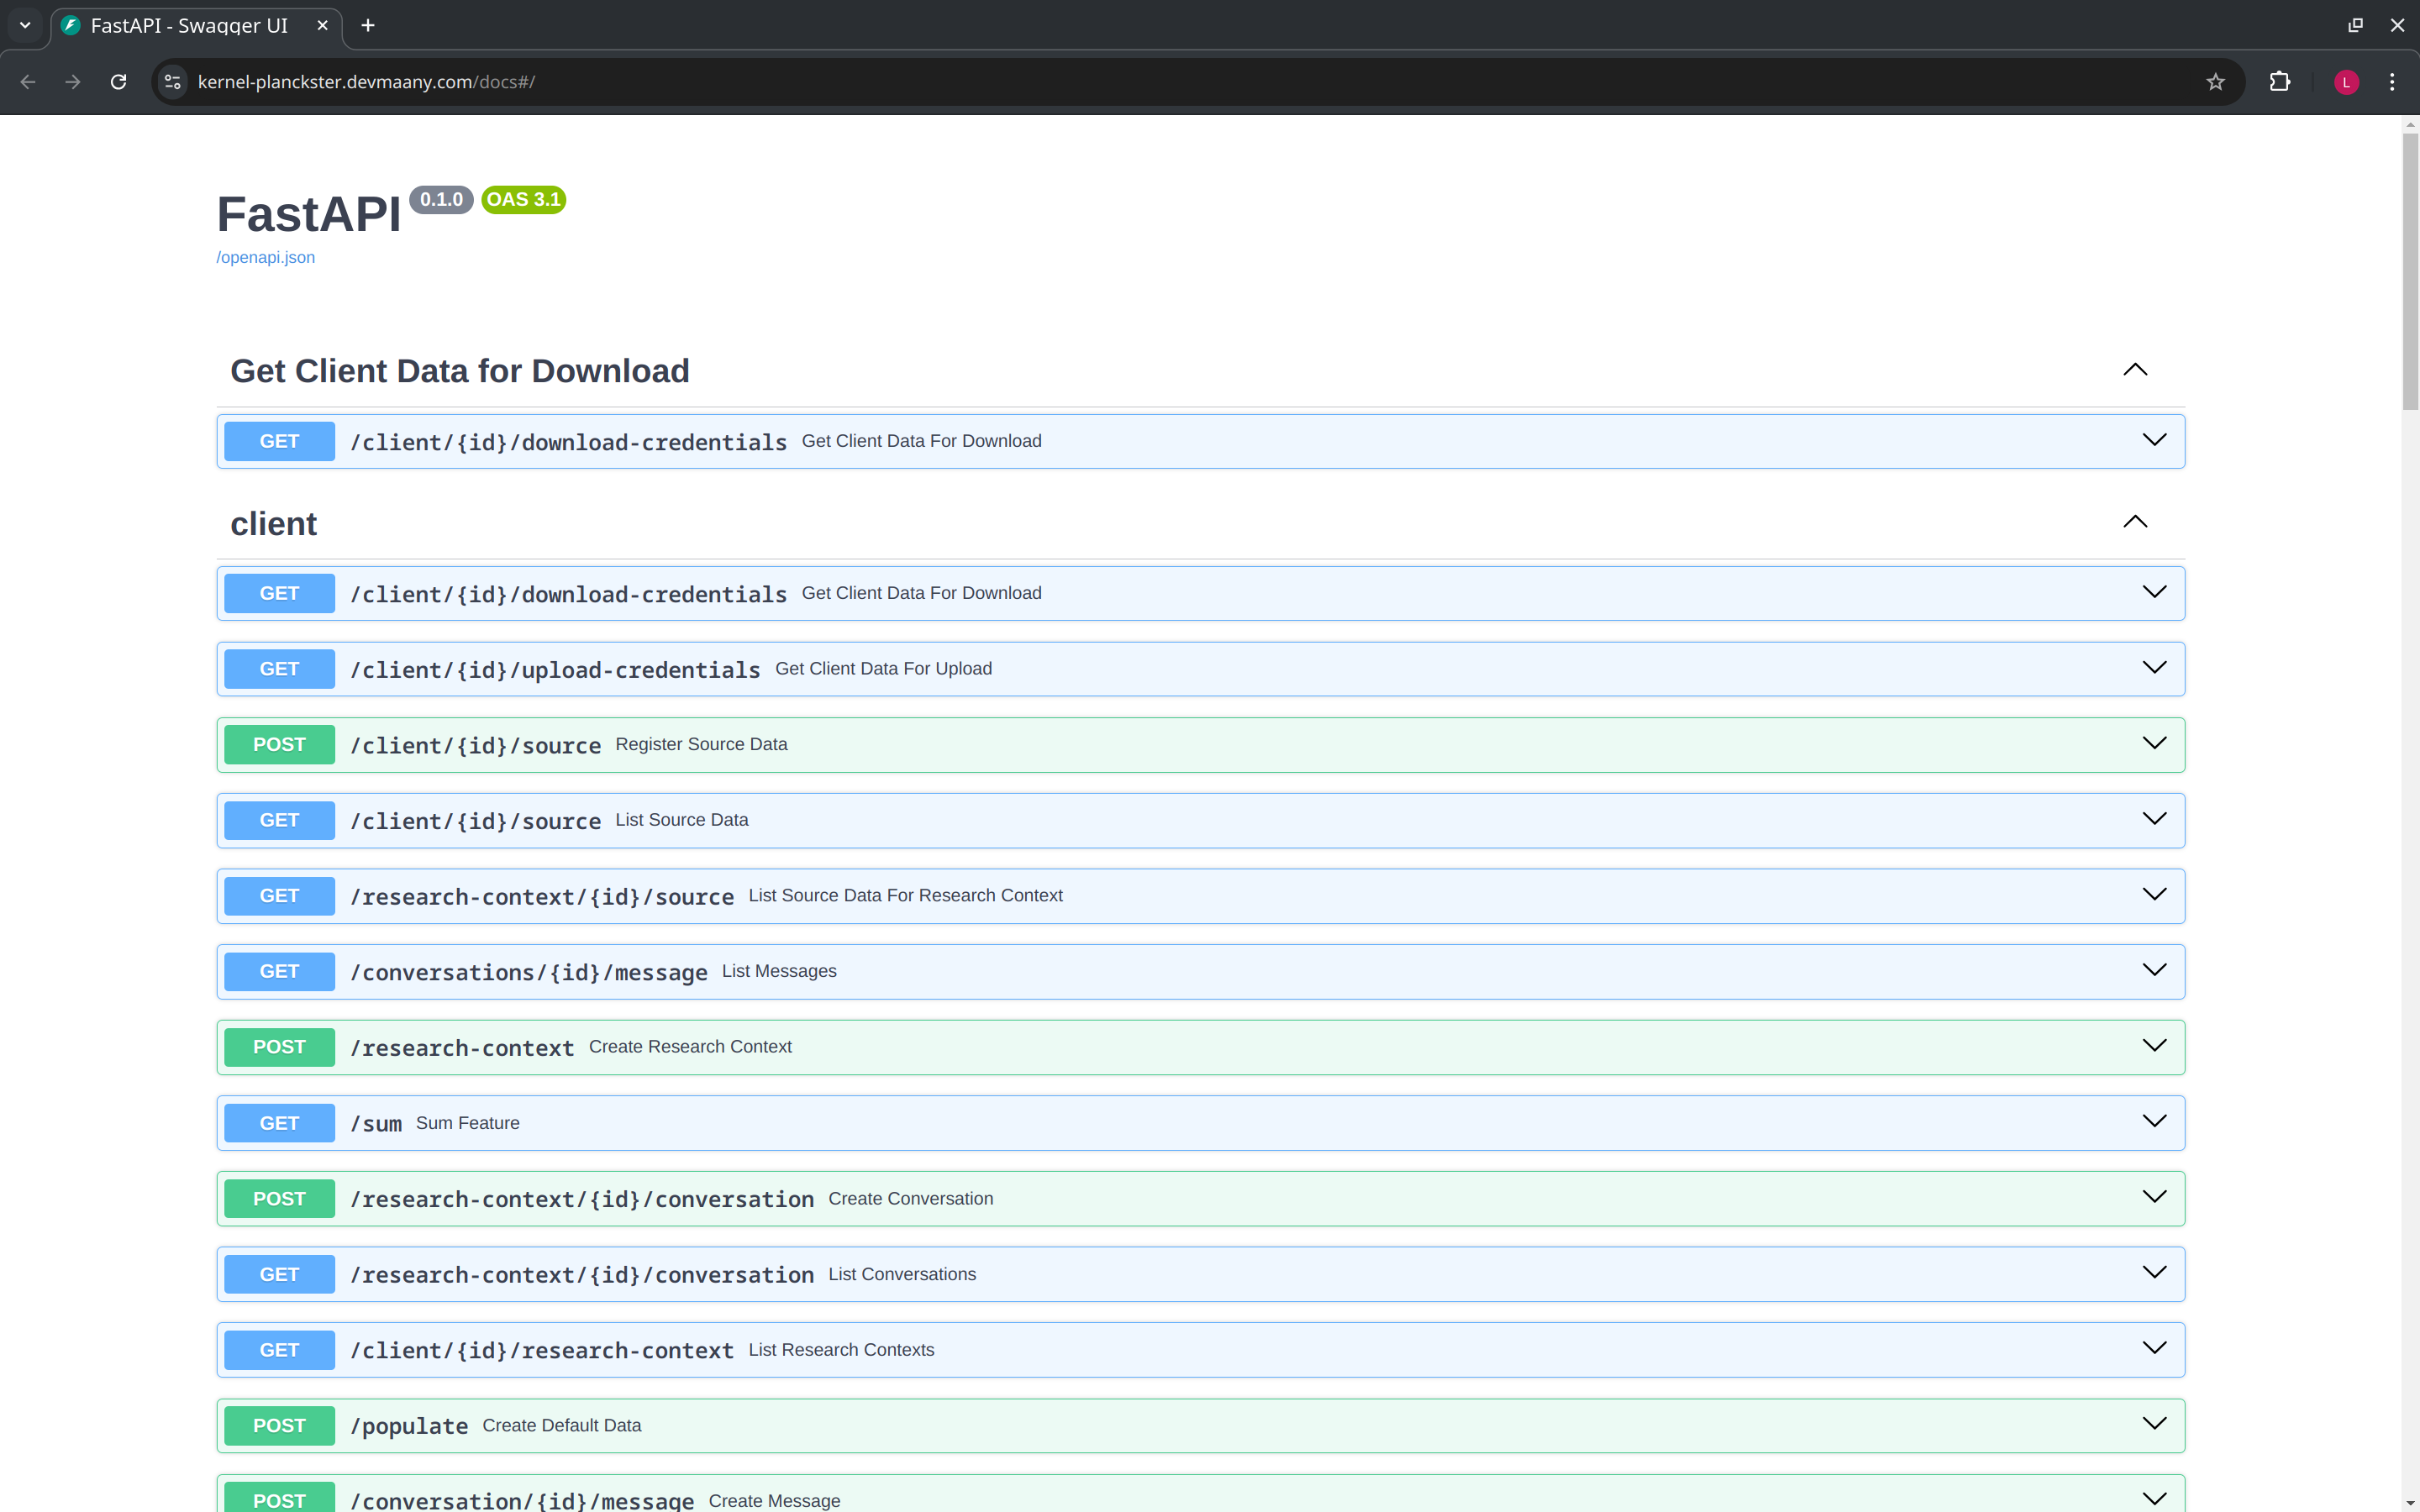 FastAPI - Swagger UI
kernel-planckster.devmaany.com/docs#/
L
FastAPI 0.1.0 OAS 3.1
/openapi.json
Get Client Data for Download
GET /client/{id}/download-credentials Get Client Data For Download
client
GET /client/{id}/download-credentials Get Client Data For Download
GET /client/{id}/upload-credentials Get Client Data For Upload
POST /client/{id}/source Register Source Data
GET /client/{id}/source List Source Data
GET /research-context/{id}/source List Source Data For Research Context
GET /conversations/{id}/message List Messages
POST /research-context Create Research Context
GET /sum Sum Feature
POST /research-context/{id}/conversation Create Conversation
GET /research-context/{id}/conversation List Conversations
GET /client/{id}/research-context List Research Contexts
POST /populate Create Default Data
POST /conversation/{id}/message Create Message